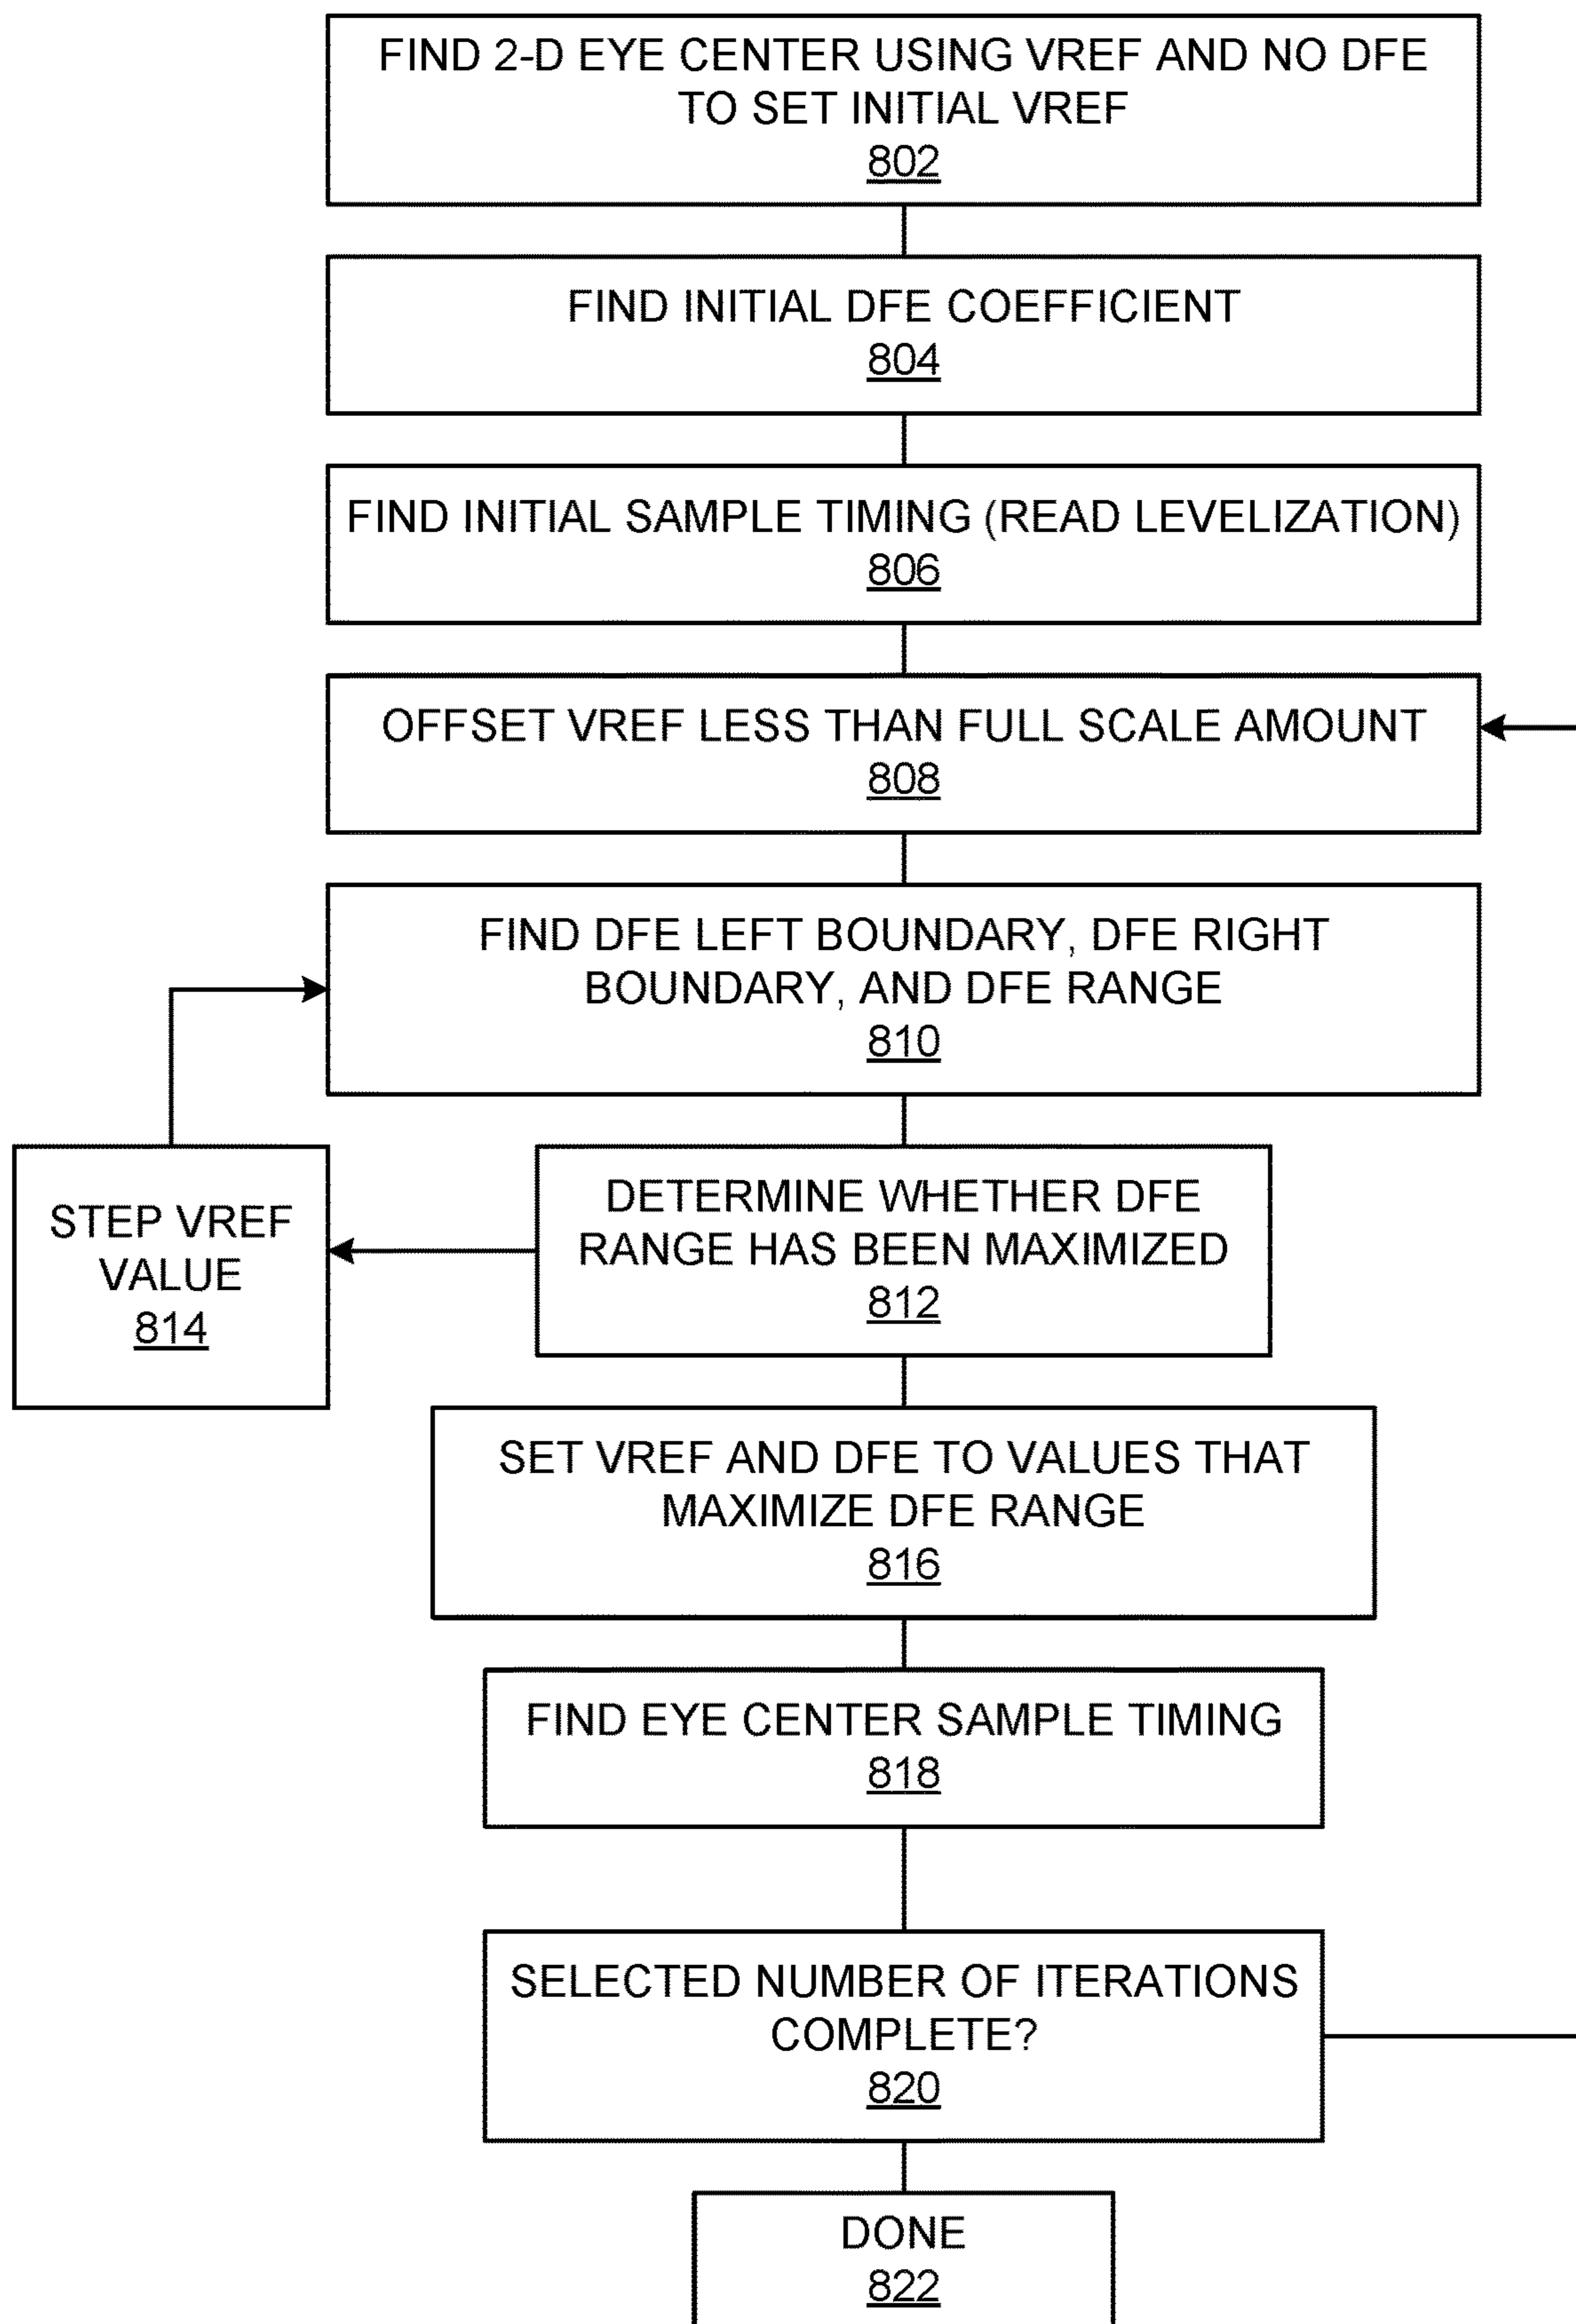 FIND 2-D EYE CENTER USING VREF AND NO DFE
TO SET INITIAL VREF
802
FIND INITIAL DFE COEFFICIENT
804
FIND INITIAL SAMPLE TIMING (READ LEVELIZATION)
806
OFFSET VREF LESS THAN FULL SCALE AMOUNT
808
FIND DFE LEFT BOUNDARY, DFE RIGHT
BOUNDARY, AND DFE RANGE
810
DETERMINE WHETHER DFE
RANGE HAS BEEN MAXIMIZED
812
STEP VREF
VALUE
814
SET VREF AND DFE TO VALUES THAT
MAXIMIZE DFE RANGE
816
FIND EYE CENTER SAMPLE TIMING
818
SELECTED NUMBER OF ITERATIONS
COMPLETE?
820
DONE
822